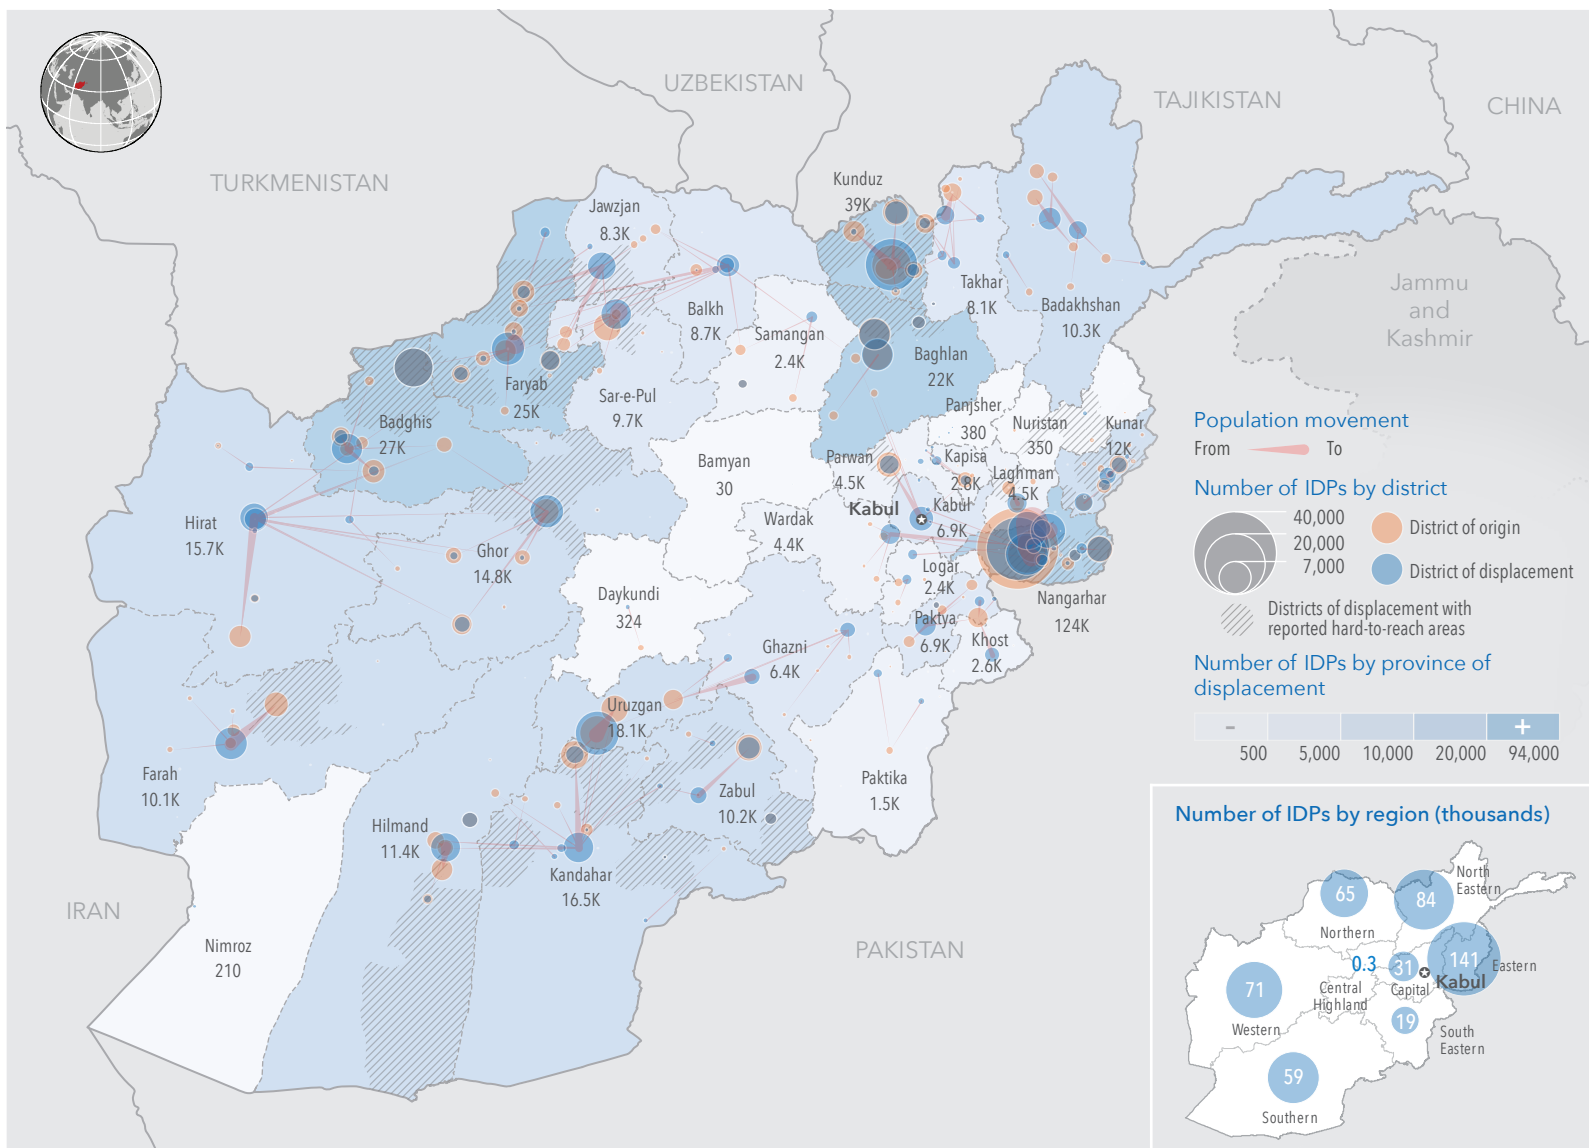 UZBEKISTAN
TAJIKISTAN
CHINA
TURKMENISTAN
Jammu
and
Kashmir
IRAN
PAKISTAN
Kunduz
39K
Jawzjan
8.3K
Takhar
8.1K
Badakhshan
10.3K
Balkh
8.7K
Samangan
2.4K
Baghlan
22K
Faryab
25K
Sar-e-Pul
9.7K
Badghis
27K
Panjsher
380
Nuristan
350
Kunar
12K
Bamyan
30
Parwan
4.5K
Kapisa
2.8K
Laghman
4.5K
Kabul
Kabul
6.9K
Wardak
4.4K
Hirat
15.7K
Ghor
14.8K
Logar
2.4K
Nangarhar
124K
Daykundi
324
Paktya
6.9K
Khost
2.6K
Ghazni
6.4K
Uruzgan
18.1K
Farah
10.1K
Zabul
10.2K
Paktika
1.5K
Hilmand
11.4K
Kandahar
16.5K
Nimroz
210
Population movement
From To
Number of IDPs by district
40,000
20,000
7,000
District of origin
District of displacement
Districts of displacement with
reported hard-to-reach areas
Number of IDPs by province of
displacement
- +
500 5,000 10,000 20,000 94,000
Number of IDPs by region (thousands)
65
Northern
84
North
Eastern
0.3
Central
Highland
31
Capital
Kabul
141
Eastern
71
Western
19
South
Eastern
59
Southern